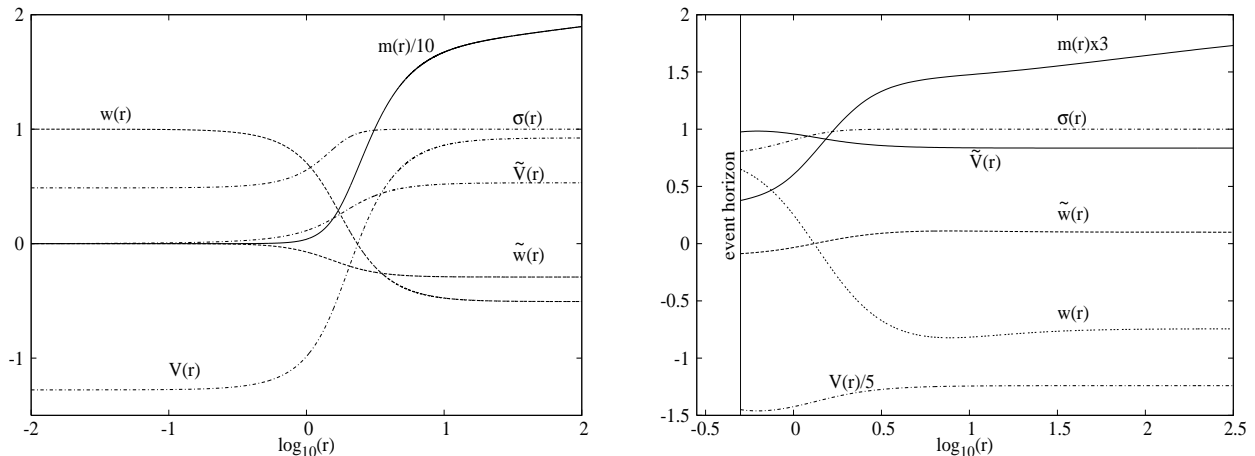 2
1
0
-1
-2
-1
0
1
2
log10(r)
m(r)/10
w(r)
σ(r)
Ṽ(r)
w̃(r)
V(r)
2
1.5
1
0.5
0
-0.5
-1
-1.5
-0.5
0
0.5
1
1.5
2
2.5
log10(r)
event horizon
m(r)x3
σ(r)
Ṽ(r)
w̃(r)
w(r)
V(r)/5